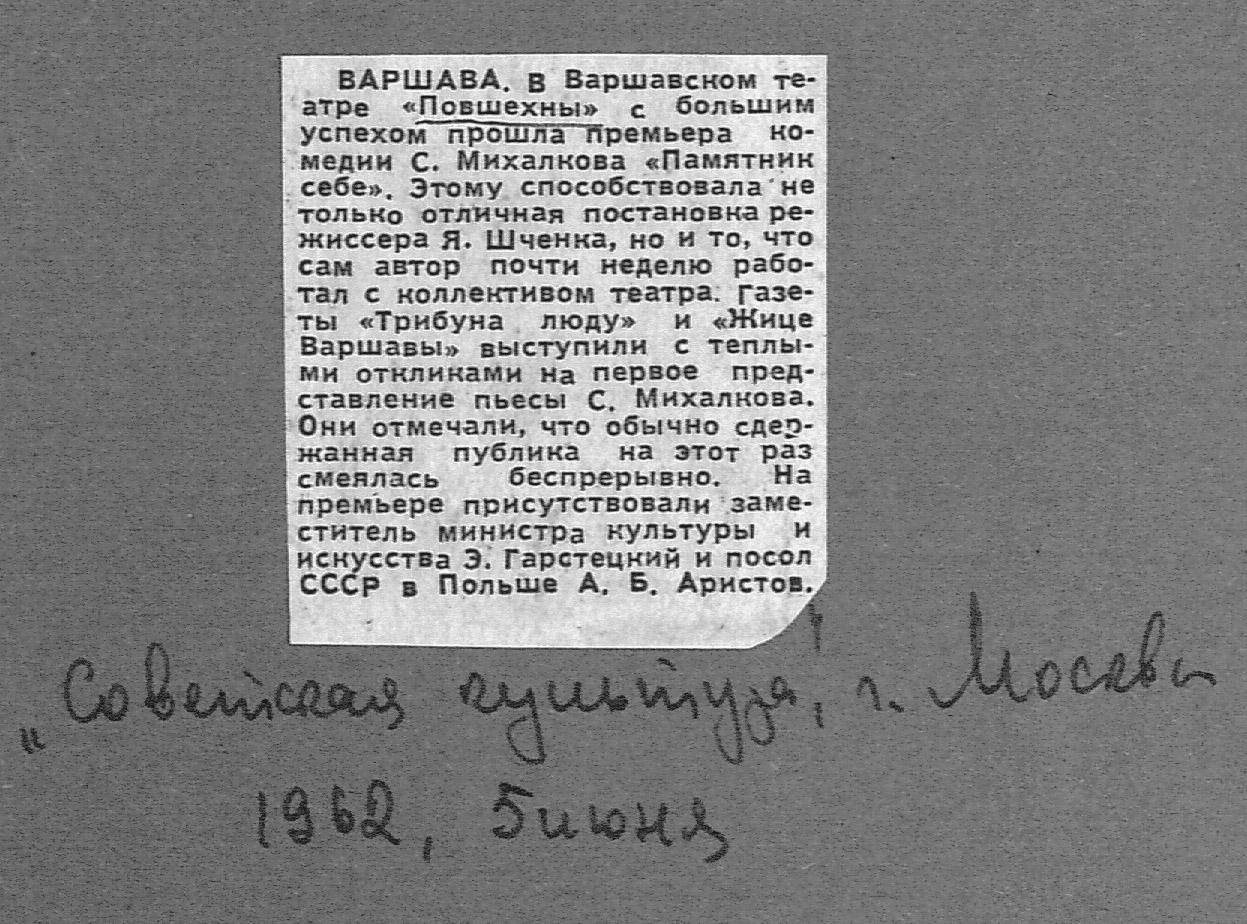 ВАРШАВА. В Варшавском те-
атре «Повшехны» с большим
успехом прошла премьера ко-
медии С. Михалкова «Памятник
себе». Этому способствовала не
только отличная постановка ре-
жиссера Я. Шченка, но и то, что
сам автор почти неделю рабо-
тал с коллективом театра. Газе-
ты «Трибуна люду» и «Жице
Варшавы» выступили с теплы-
ми откликами на первое пред-
ставление пьесы С. Михалкова.
Они отмечали, что обычно сдер-
жанная публика на этот раз
смеялась беспрерывно. На
премьере присутствовали заме-
ститель министра культуры и
искусства Э. Гарстецкий и посол
СССР в Польше А. Б. Аристов.
„Советская культура", г. Москва
1962, 5 июня